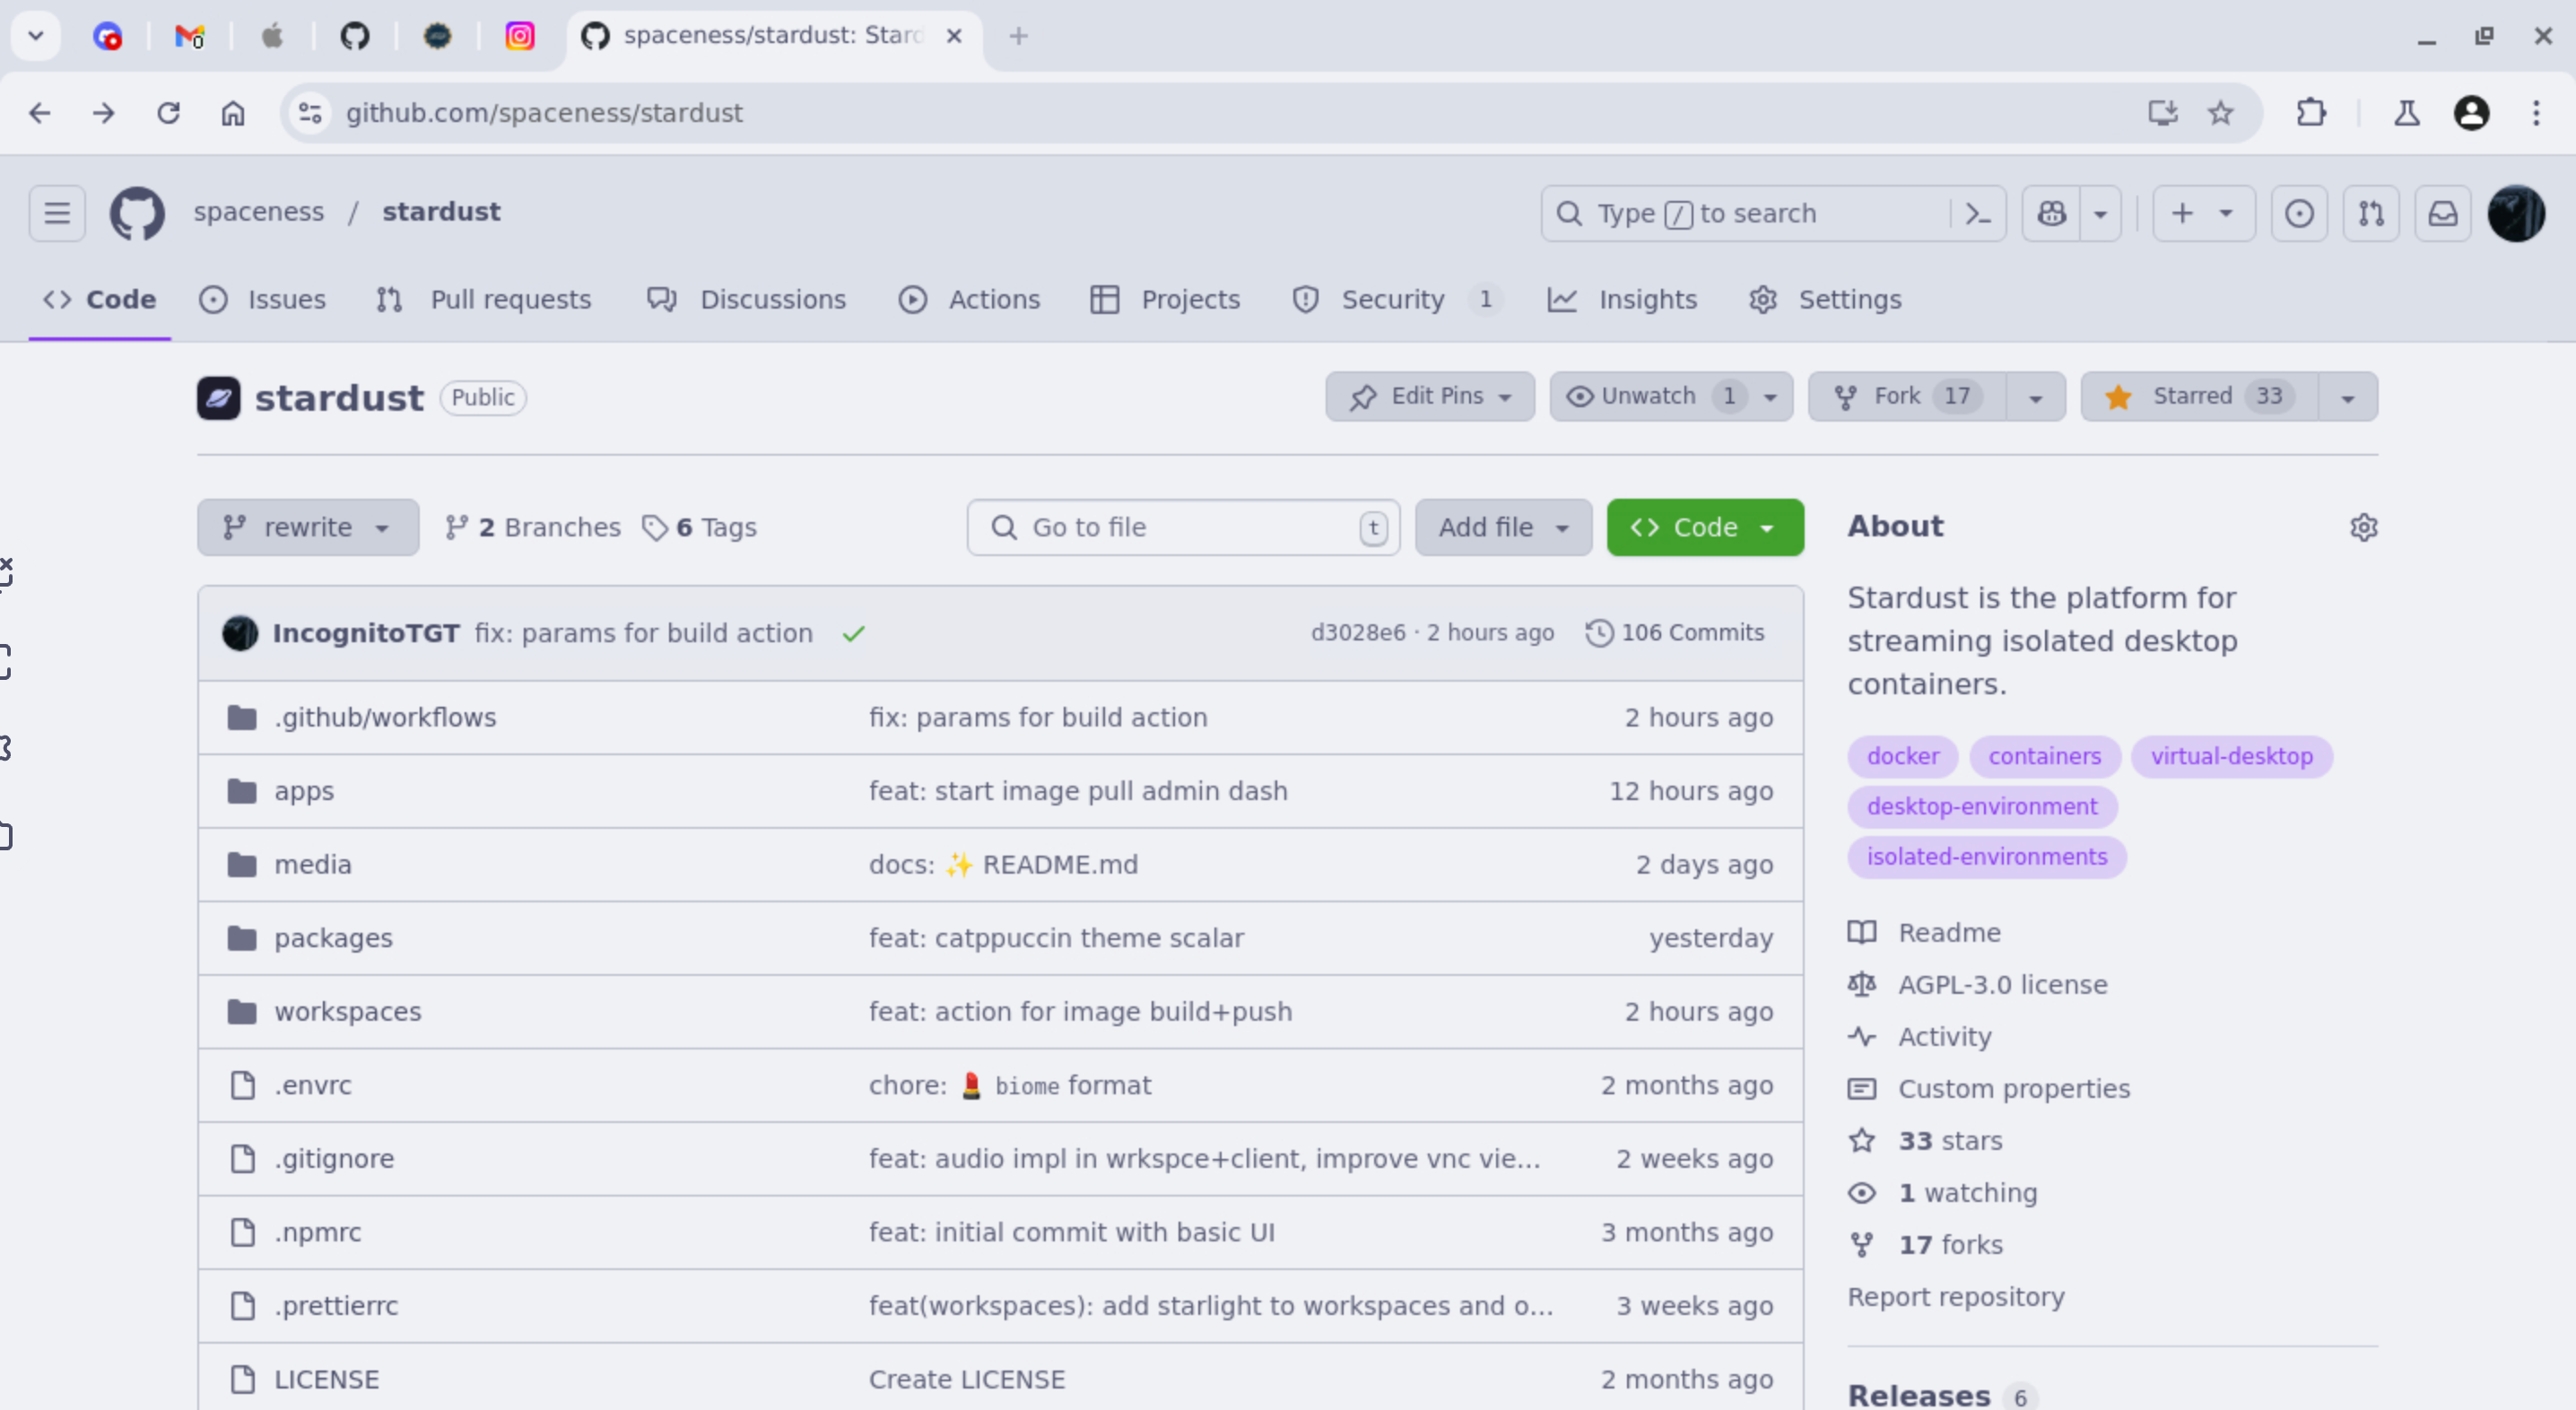 0
spaceness/stardust: Stard
github.com/spaceness/stardust
spaceness / stardust
Type / to search
Code
Issues
Pull requests
Discussions
Actions
Projects
Security 1
Insights
Settings
stardust Public
Edit Pins
Unwatch 1
Fork 17
Starred 33
rewrite
2 Branches
6 Tags
Go to file t
Add file
Code
IncognitoTGT fix: params for build action d3028e6 · 2 hours ago 106 Commits
.github/workflows fix: params for build action 2 hours ago
apps feat: start image pull admin dash 12 hours ago
media docs: ✨ README.md 2 days ago
packages feat: catppuccin theme scalar yesterday
workspaces feat: action for image build+push 2 hours ago
.envrc chore: 💄 biome format 2 months ago
.gitignore feat: audio impl in wrkspce+client, improve vnc vie... 2 weeks ago
.npmrc feat: initial commit with basic UI 3 months ago
.prettierrc feat(workspaces): add starlight to workspaces and o... 3 weeks ago
LICENSE Create LICENSE 2 months ago
About
Stardust is the platform for
streaming isolated desktop
containers.
docker containers virtual-desktop
desktop-environment
isolated-environments
Readme
AGPL-3.0 license
Activity
Custom properties
33 stars
1 watching
17 forks
Report repository
Releases 6